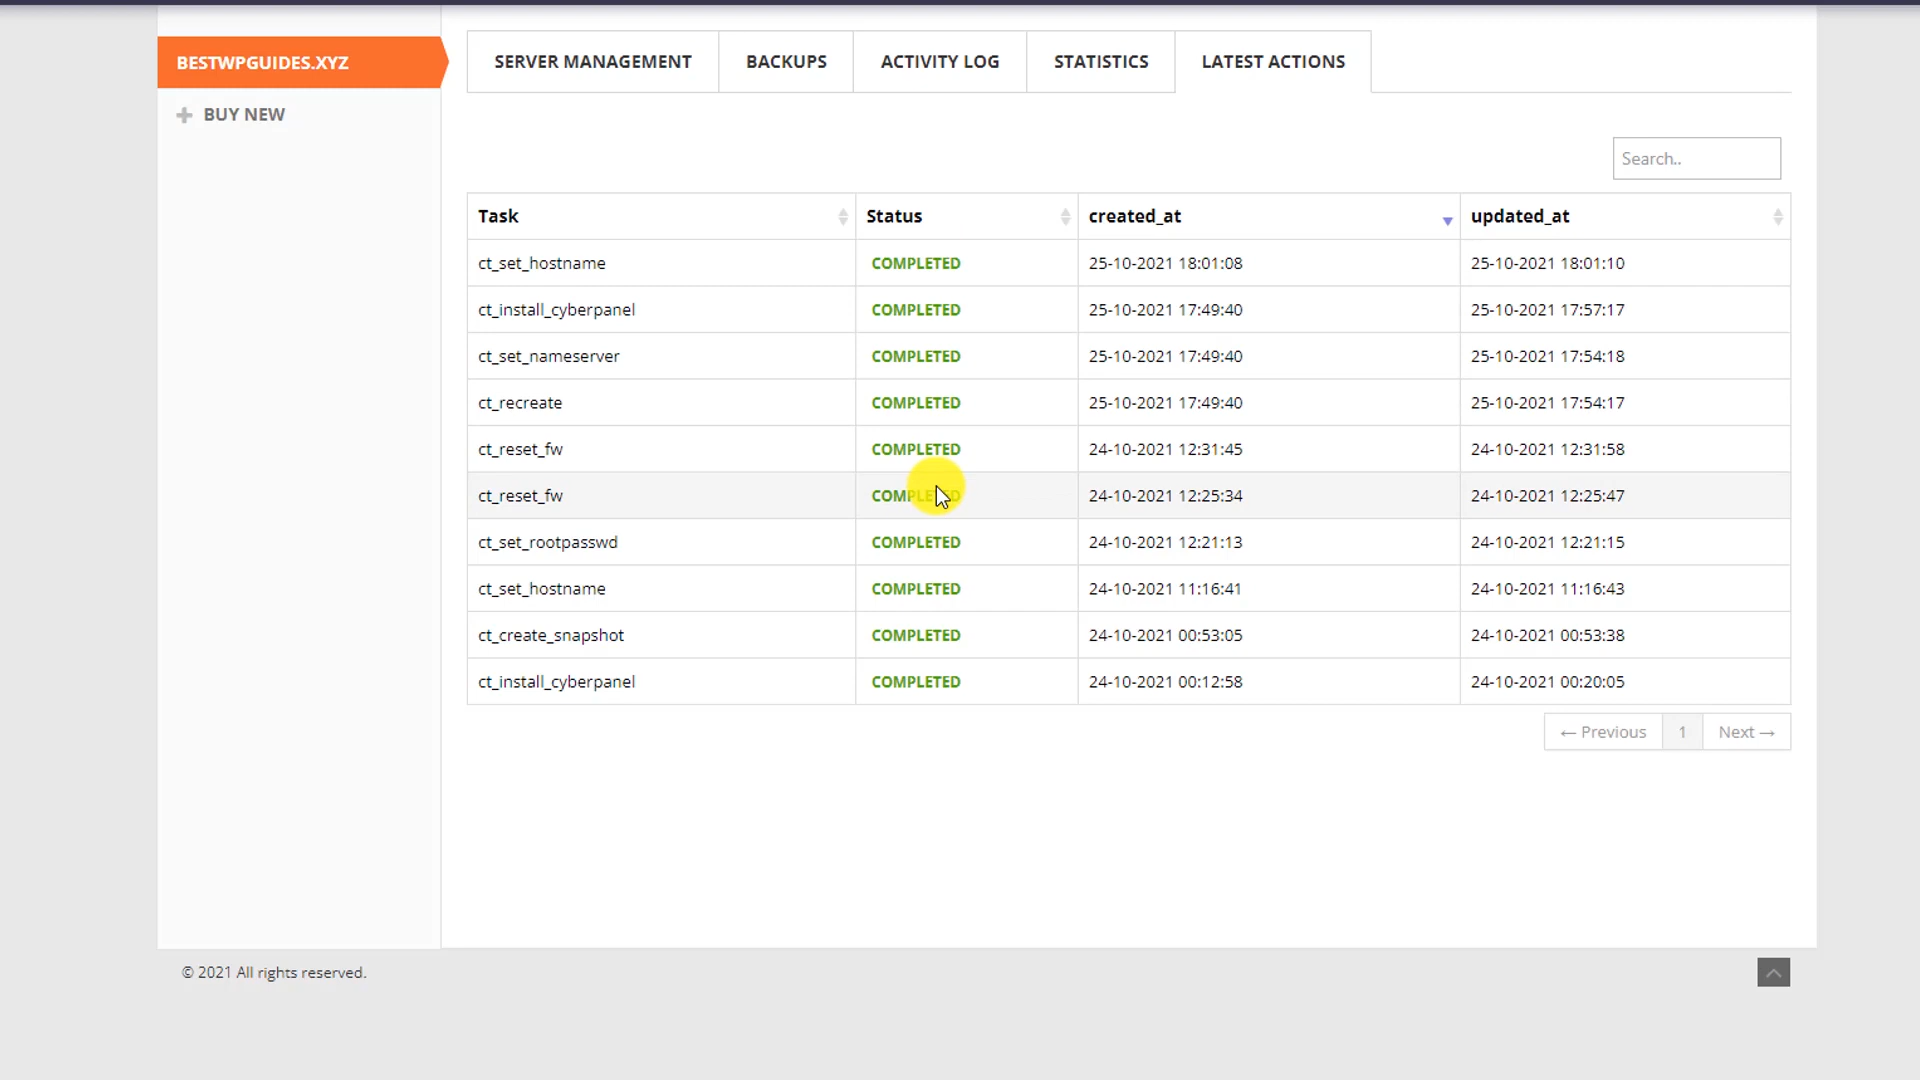 BESTWPGUIDES.XYZ
+ BUY NEW
SERVER MANAGEMENT BACKUPS ACTIVITY LOG STATISTICS LATEST ACTIONS
Search..
Task Status created_at updated_at
ct_set_hostname COMPLETED 25-10-2021 18:01:08 25-10-2021 18:01:10
ct_install_cyberpanel COMPLETED 25-10-2021 17:49:40 25-10-2021 17:57:17
ct_set_nameserver COMPLETED 25-10-2021 17:49:40 25-10-2021 17:54:18
ct_recreate COMPLETED 25-10-2021 17:49:40 25-10-2021 17:54:17
ct_reset_fw COMPLETED 24-10-2021 12:31:45 24-10-2021 12:31:58
ct_reset_fw COMPLETED 24-10-2021 12:25:34 24-10-2021 12:25:47
ct_set_rootpasswd COMPLETED 24-10-2021 12:21:13 24-10-2021 12:21:15
ct_set_hostname COMPLETED 24-10-2021 11:16:41 24-10-2021 11:16:43
ct_create_snapshot COMPLETED 24-10-2021 00:53:05 24-10-2021 00:53:38
ct_install_cyberpanel COMPLETED 24-10-2021 00:12:58 24-10-2021 00:20:05
← Previous 1 Next →
© 2021 All rights reserved.